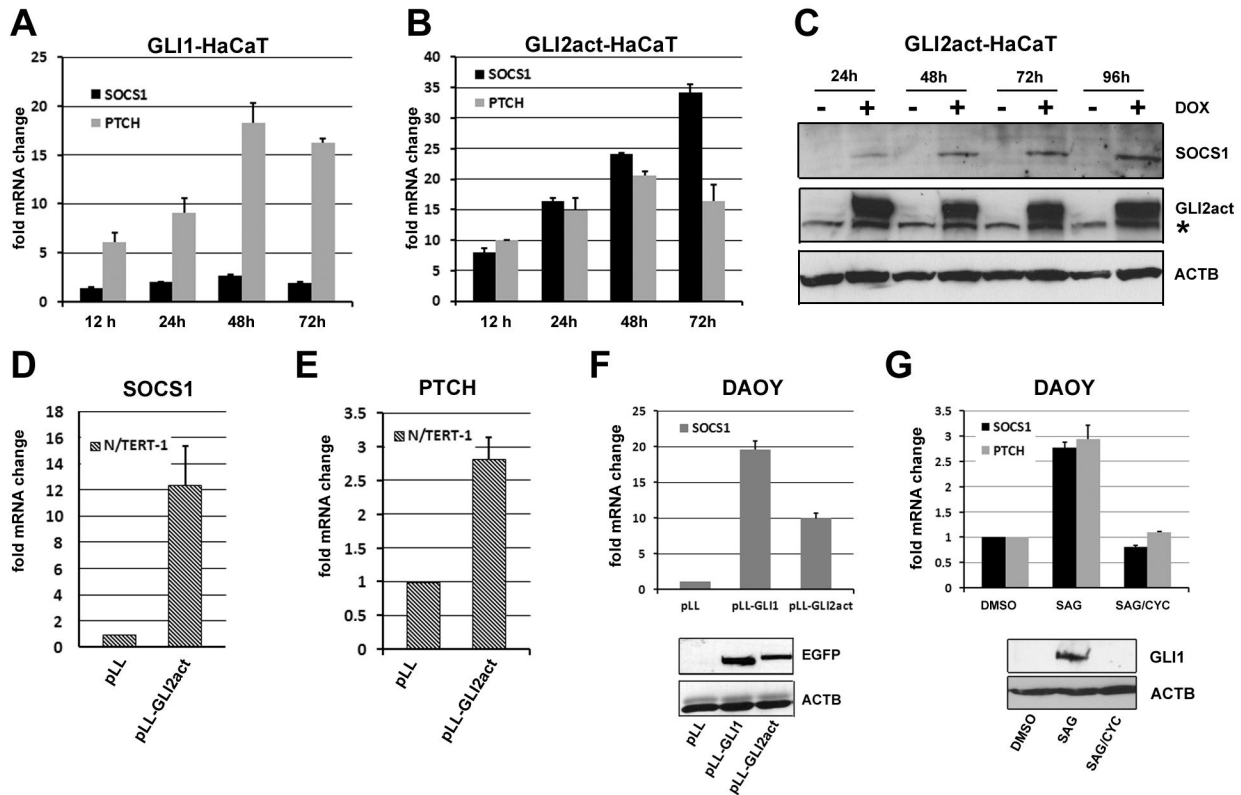 A
GLI1-HaCaT
fold mRNA change
25
20
15
10
5
0
SOCS1
PTCH
12 h 24h 48h 72h
B
GLI2act-HaCaT
fold mRNA change
40
35
30
25
20
15
10
5
0
SOCS1
PTCH
12 h 24h 48h 72h
C
GLI2act-HaCaT
24h 48h 72h 96h
- + - + - + - + DOX
SOCS1
GLI2act
*
ACTB
D
SOCS1
fold mRNA change
18
16
14
12
10
8
6
4
2
0
N/TERT-1
pLL
pLL-GLI2act
E
PTCH
fold mRNA change
3.5
3
2.5
2
1.5
1
0.5
0
N/TERT-1
pLL
pLL-GLI2act
F
DAOY
fold mRNA change
25
20
15
10
5
0
SOCS1
pLL pLL-GLI1 pLL-GLI2act
EGFP
ACTB
pLL
pLL-GLI1
pLL-GLI2act
G
DAOY
fold mRNA change
3.5
3
2.5
2
1.5
1
0.5
0
SOCS1
PTCH
DMSO SAG SAG/CYC
GLI1
ACTB
DMSO
SAG
SAG/CYC